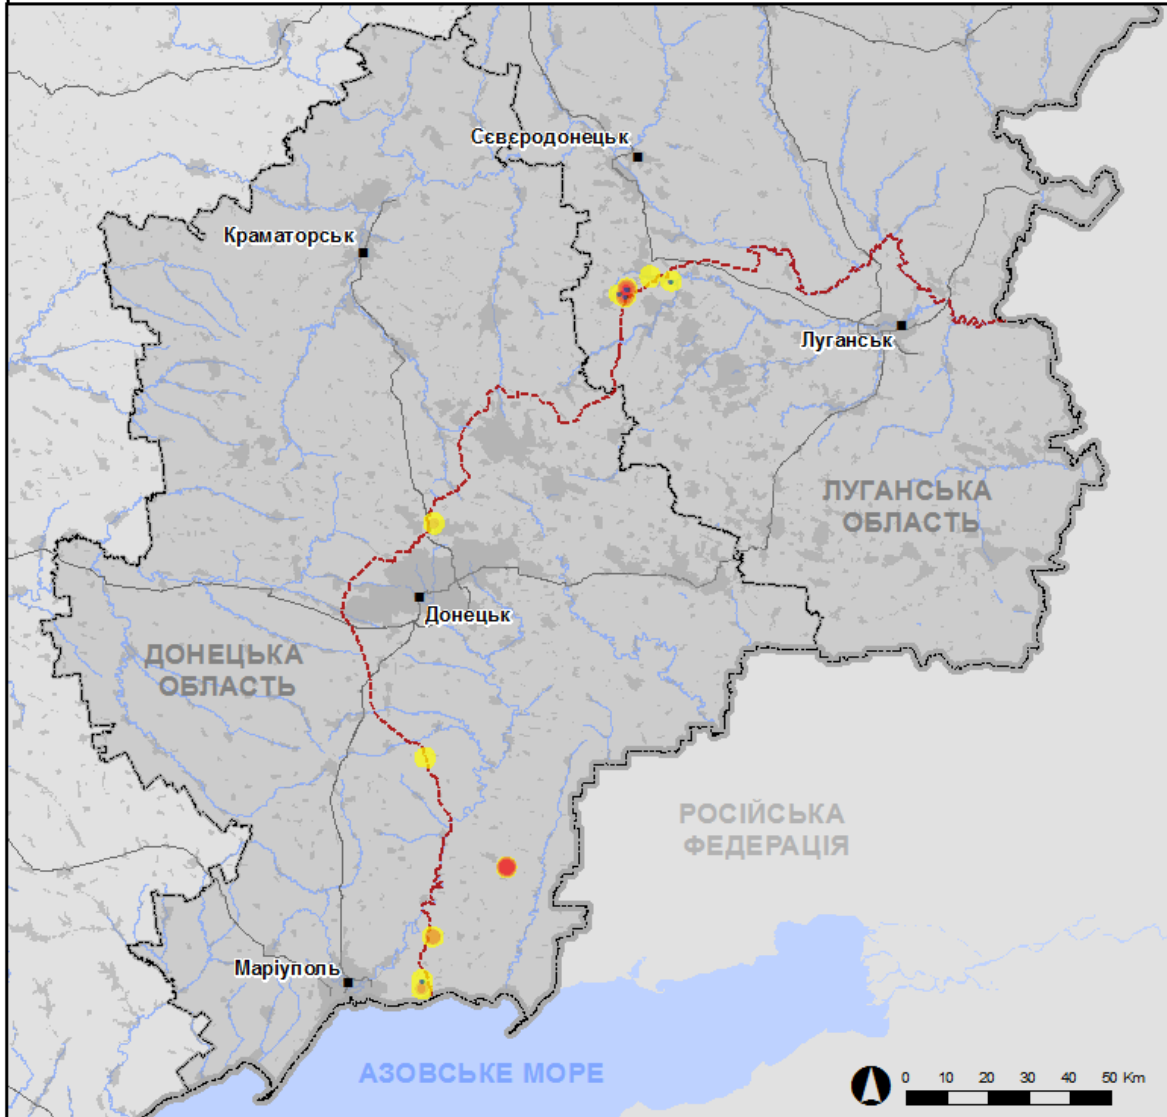 Сєвєродонецьк
Краматорськ
Луганськ
ЛУГАНСЬКА
ОБЛАСТЬ
Донецьк
ДОНЕЦЬКА
ОБЛАСТЬ
РОСІЙСЬКА
ФЕДЕРАЦІЯ
Маріуполь
АЗОВСЬКЕ МОРЕ
0 10 20 30 40 50 Km